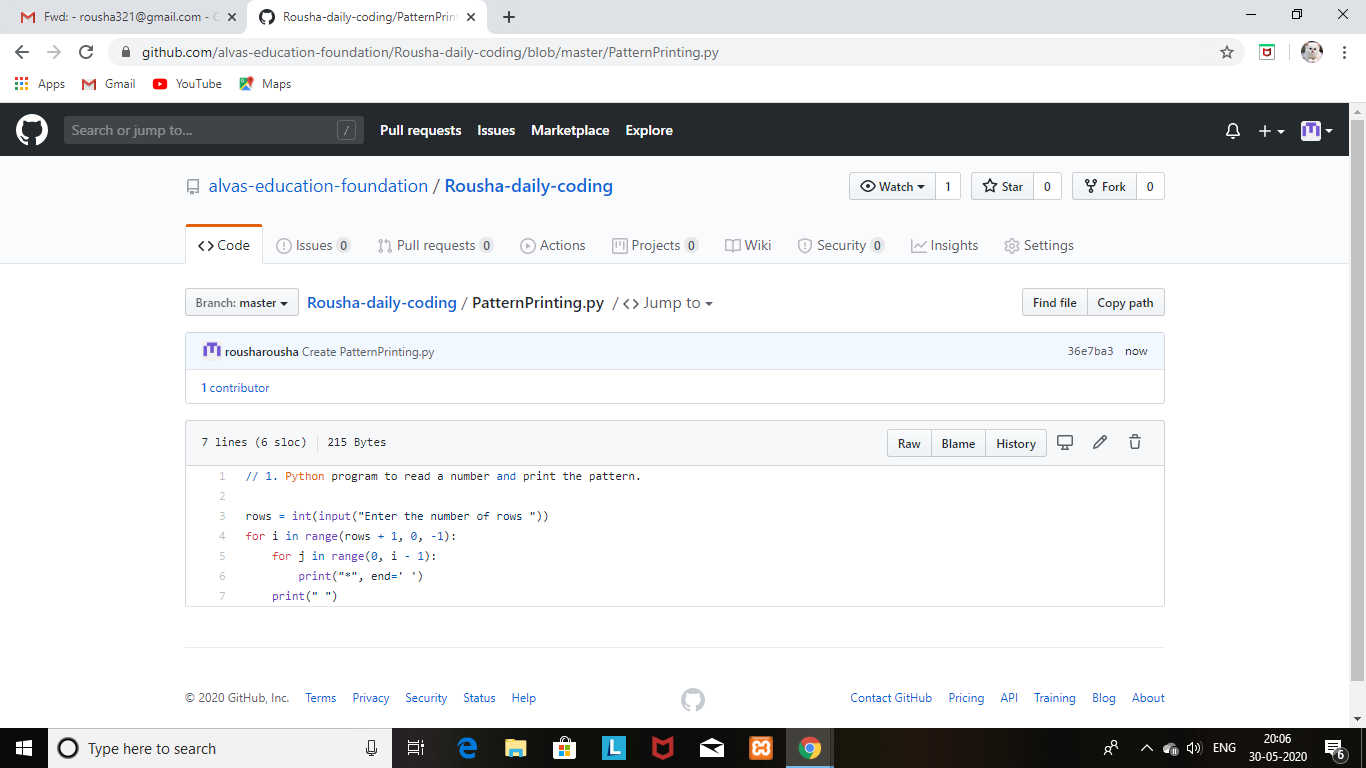 Fwd: - rousha321@gmail.com - G
Rousha-daily-coding/PatternPrint
github.com/alvas-education-foundation/Rousha-daily-coding/blob/master/PatternPrinting.py
Apps Gmail YouTube Maps
Search or jump to... / Pull requests Issues Marketplace Explore
alvas-education-foundation / Rousha-daily-coding Watch 1 Star 0 Fork 0
Code Issues 0 Pull requests 0 Actions Projects 0 Wiki Security 0 Insights Settings
Branch: master Rousha-daily-coding / PatternPrinting.py / <> Jump to Find file Copy path
rousharousha Create PatternPrinting.py 36e7ba3 now
1 contributor
7 lines (6 sloc) 215 Bytes Raw Blame History
1 // 1. Python program to read a number and print the pattern.
2
3 rows = int(input("Enter the number of rows "))
4 for i in range(rows + 1, 0, -1):
5     for j in range(0, i - 1):
6         print("*", end=' ')
7     print(" ")
© 2020 GitHub, Inc. Terms Privacy Security Status Help Contact GitHub Pricing API Training Blog About
Type here to search L ENG 20:06
30-05-2020 6